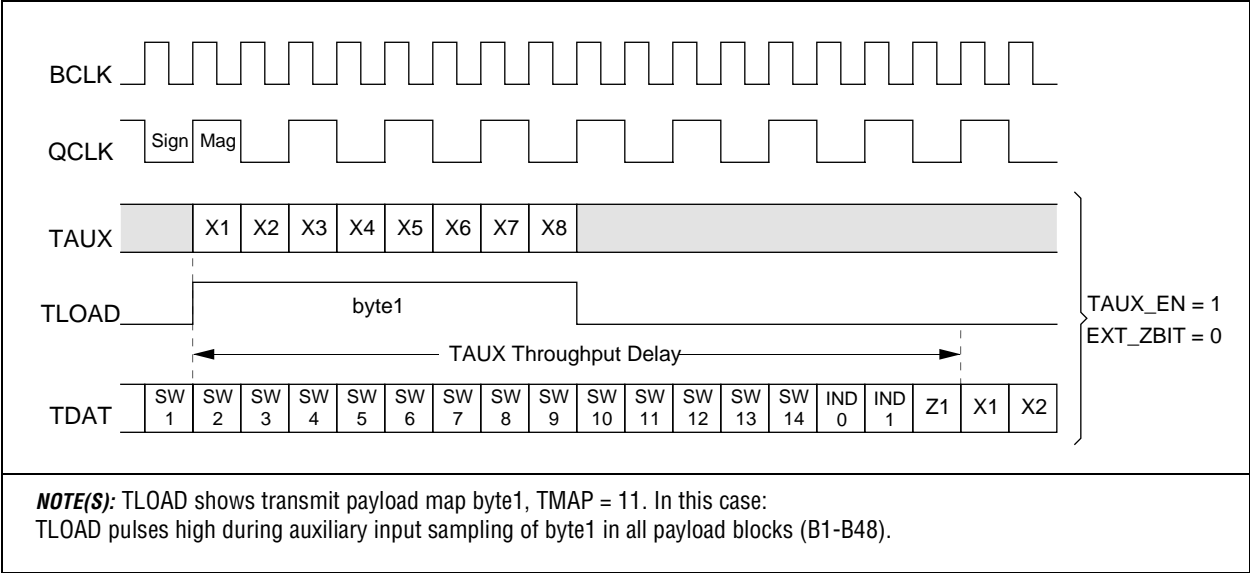 BCLK
QCLK Sign Mag
TAUX X1 X2 X3 X4 X5 X6 X7 X8
TLOAD byte1
TAUX_EN = 1
EXT_ZBIT = 0
TAUX Throughput Delay
TDAT SW 1 SW 2 SW 3 SW 4 SW 5 SW 6 SW 7 SW 8 SW 9 SW 10 SW 11 SW 12 SW 13 SW 14 IND 0 IND 1 Z1 X1 X2
NOTE(S): TLOAD shows transmit payload map byte1, TMAP = 11. In this case:
TLOAD pulses high during auxiliary input sampling of byte1 in all payload blocks (B1-B48).